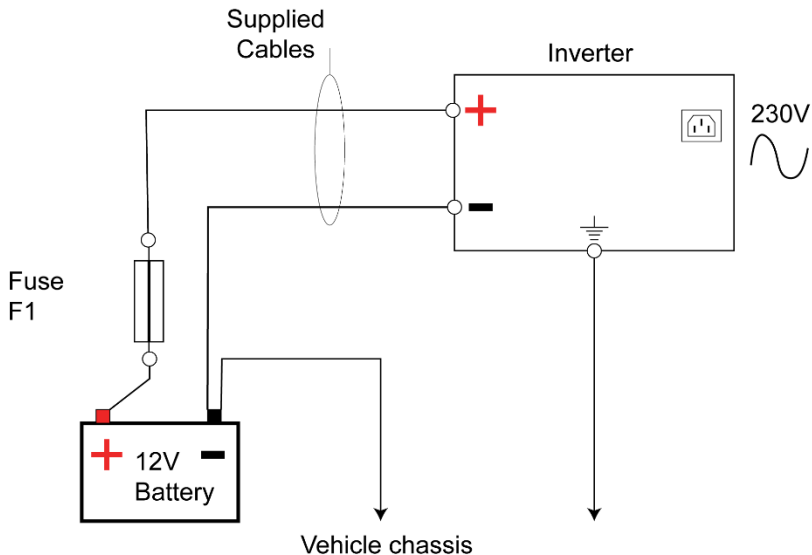 Supplied
Cables
Inverter
+
230V
-
Fuse
F1
+ 12V -
Battery
Vehicle chassis